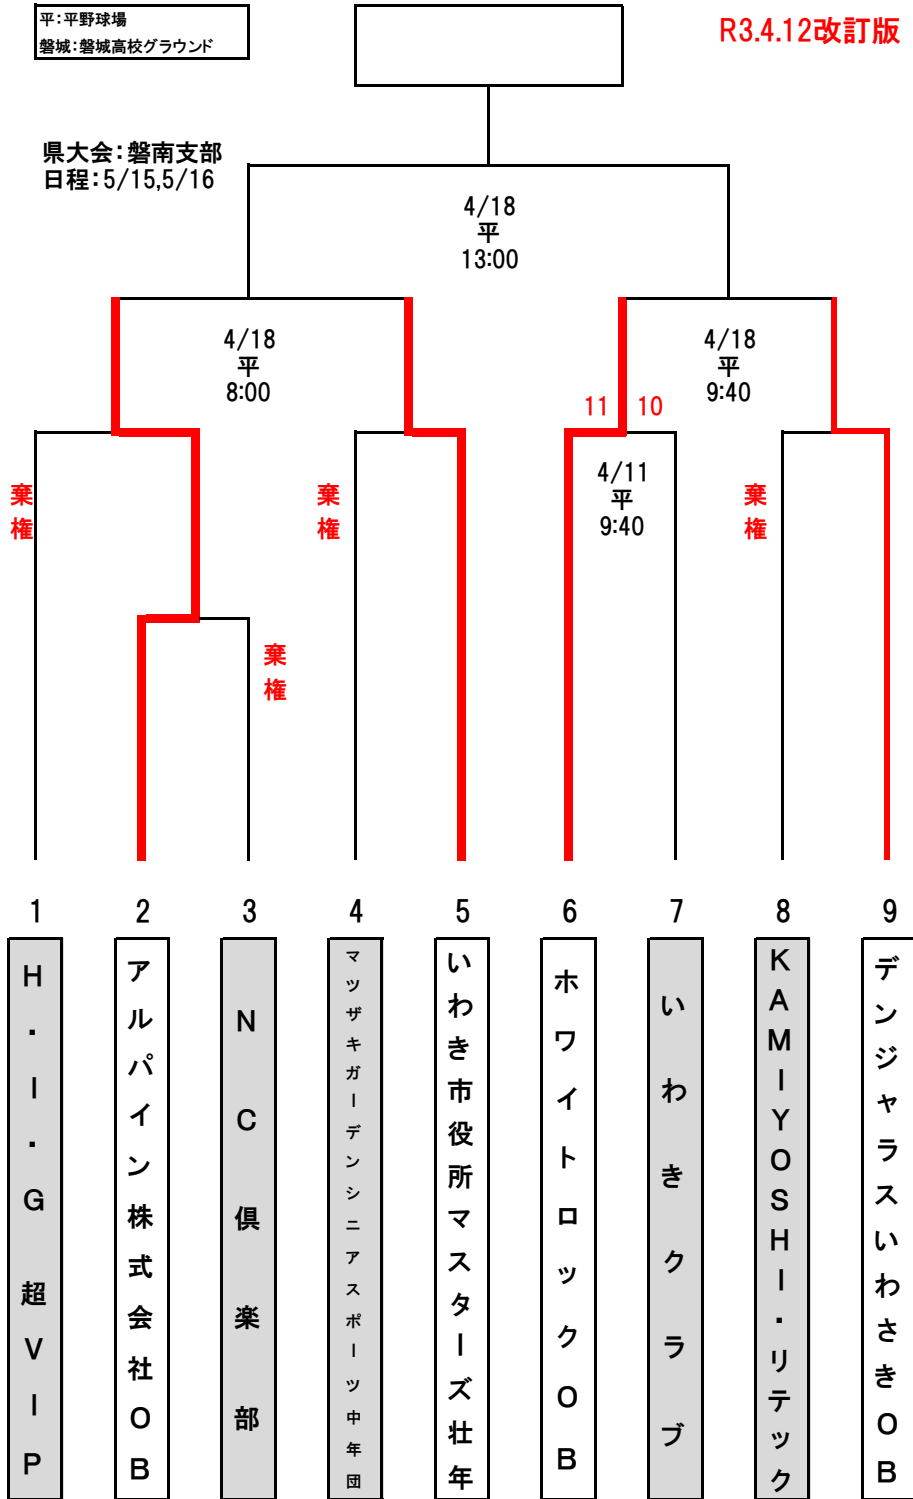 平:平野球場
磐城:磐城高校グラウンド
R3.4.12改訂版
県大会:磐南支部
日程:5/15,5/16
4/18
平
13:00
4/18
平
8:00
4/18
平
9:40
11 10
4/11
平
9:40
棄権
棄権
棄権
棄権
1 2 3 4 5 6 7 8 9
H・I・G 超VIP
アルパイン株式会社OB
NC倶楽部
マツザキガーデンシニアスポーツ中年団
いわき市役所マスターズ壮年
ホワイトロックOB
いわきクラブ
KAMIYOSHI・リテック
デンジャラスいわさきOB